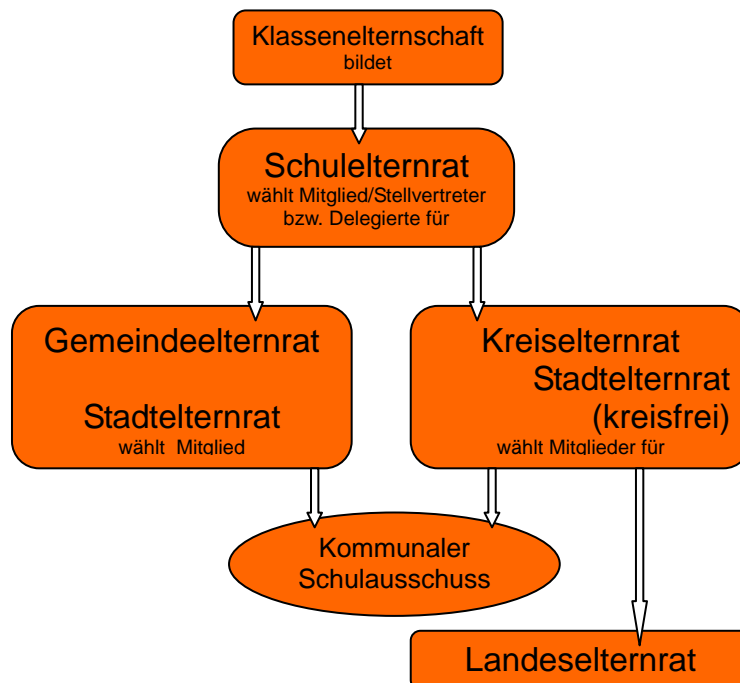 Klassenelternschaft
bildet
Schulelternrat
wählt Mitglied/Stellvertreter
bzw. Delegierte für
Gemeindeelternrat
Stadtelternrat
wählt Mitglied
Kreiselternrat
Stadtelternrat
(kreisfrei)
wählt Mitglieder für
Kommunaler
Schulausschuss
Landeselternrat